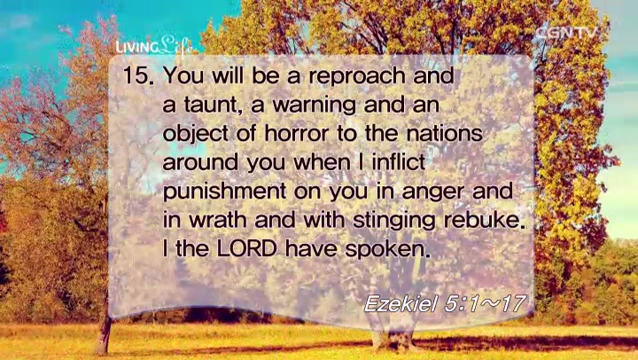 LIVING Life
CGNTV
15. You will be a reproach and
a taunt, a warning and an
object of horror to the nations
around you when I inflict
punishment on you in anger and
in wrath and with stinging rebuke.
I the LORD have spoken.
Ezekiel 5:1~17